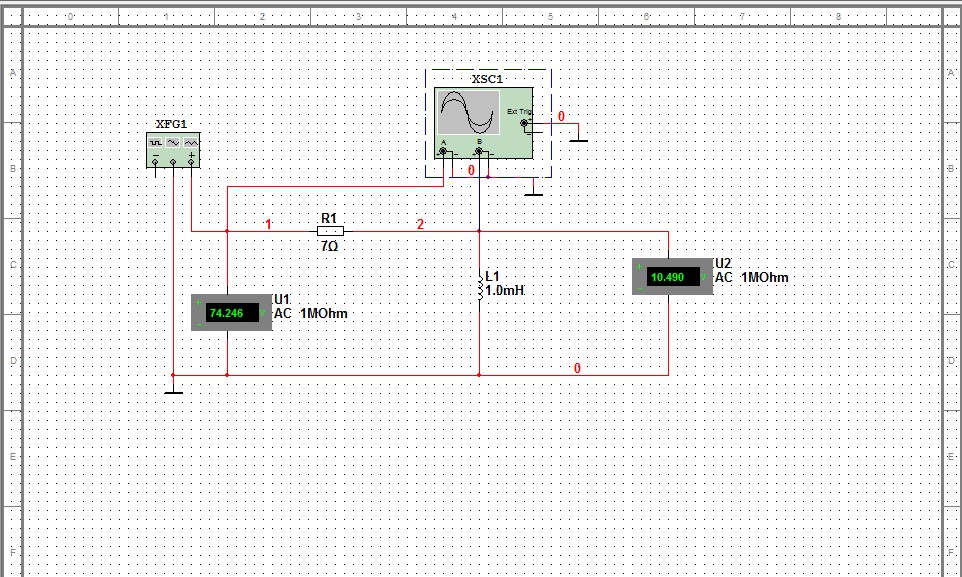 0 1 2 3 4 5 6 7 8
A A
XSC1
Ext Trig
+
0
XFG1
A B
B B
0
R1
1 2
7Ω
C C
U2
10.490 V AC 1MOhm
L1
1.0mH
U1
74.246 V AC 1MOhm
D D
0
E E
F F